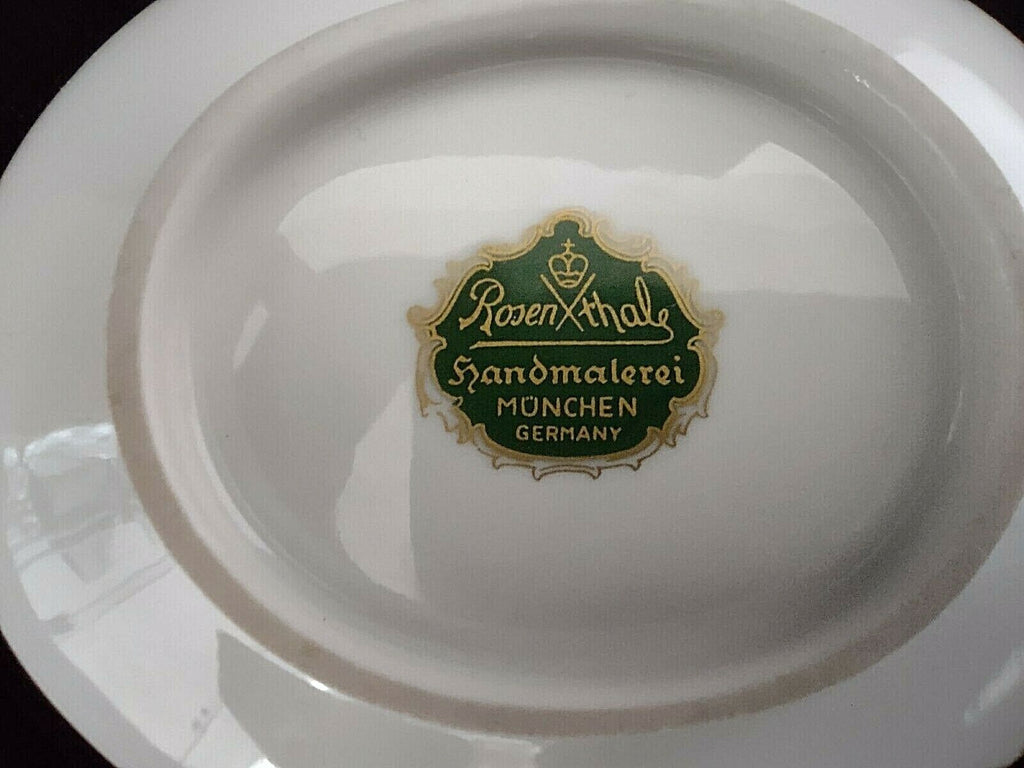 Rosenthal
Handmalerei
MÜNCHEN
GERMANY